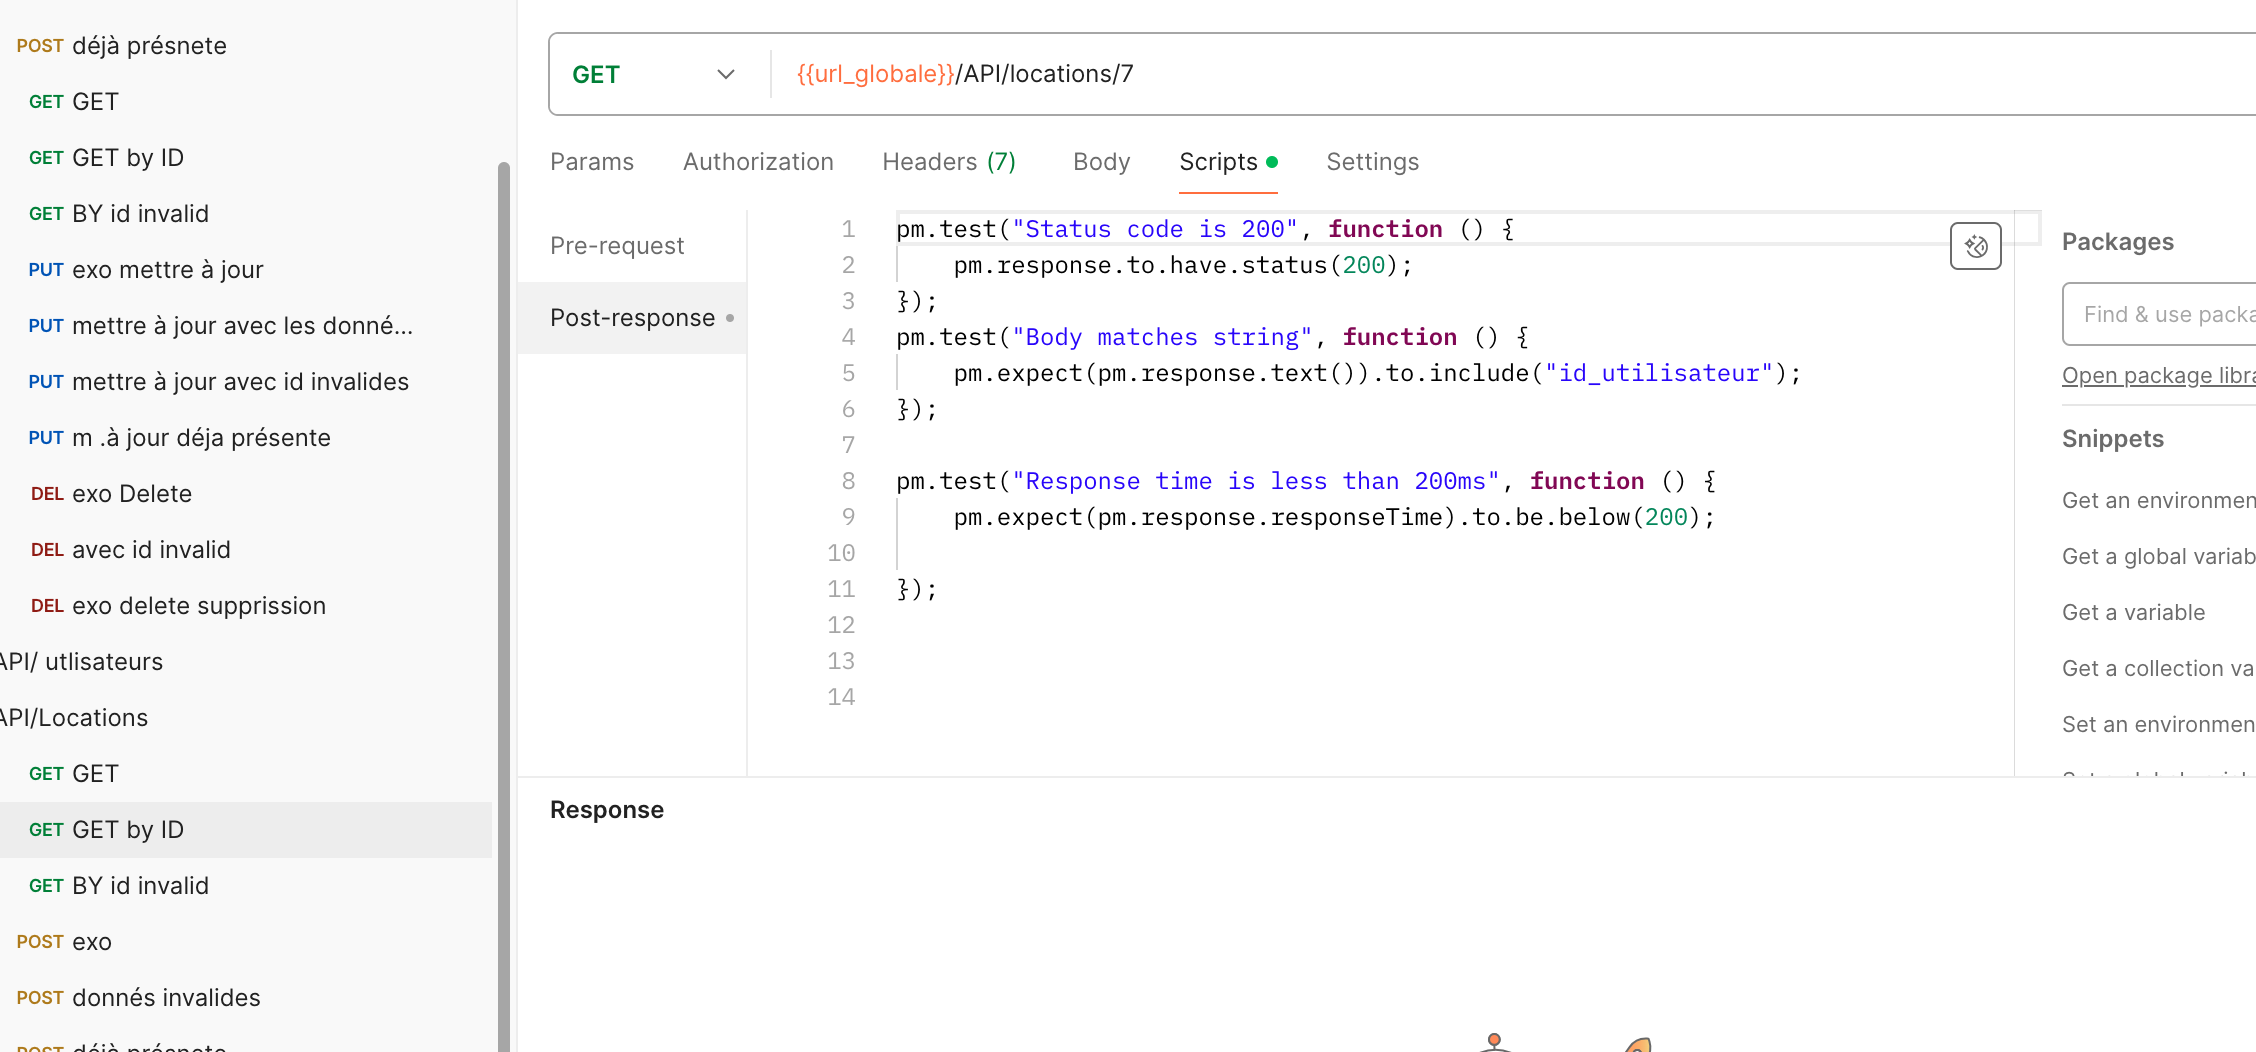 POST déjà présnete
GET GET
GET GET by ID
GET BY id invalid
PUT exo mettre à jour
PUT mettre à jour avec les donné...
PUT mettre à jour avec id invalides
PUT m .à jour déja présente
DEL exo Delete
DEL avec id invalid
DEL exo delete supprission
API/ utlisateurs
API/Locations
GET GET
GET GET by ID
GET BY id invalid
POST exo
POST donnés invalides
POST déjà présnete
GET {{url_globale}}/API/locations/7
Params Authorization Headers (7) Body Scripts Settings
Pre-request
Post-response
1 pm.test("Status code is 200", function () {
2 pm.response.to.have.status(200);
3 });
4 pm.test("Body matches string", function () {
5 pm.expect(pm.response.text()).to.include("id_utilisateur");
6 });
7
8 pm.test("Response time is less than 200ms", function () {
9 pm.expect(pm.response.responseTime).to.be.below(200);
10
11 });
12
13
14
Packages
Find & use packa
Open package libra
Snippets
Get an environmen
Get a global variab
Get a variable
Get a collection va
Set an environmen
Response